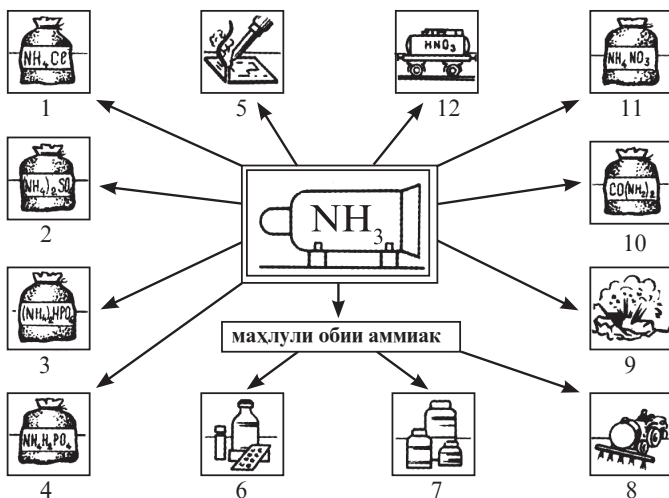 NH₄Cl
1
5
HNO₃
12
NH₄NO₃
11
(NH₄)₂SO₄
2
NH₃
CO(NH₂)₂
10
(NH₄)₂HPO₄
3
маҳлули обии аммиак
9
NH₄H₂PO₄
4
6
7
8